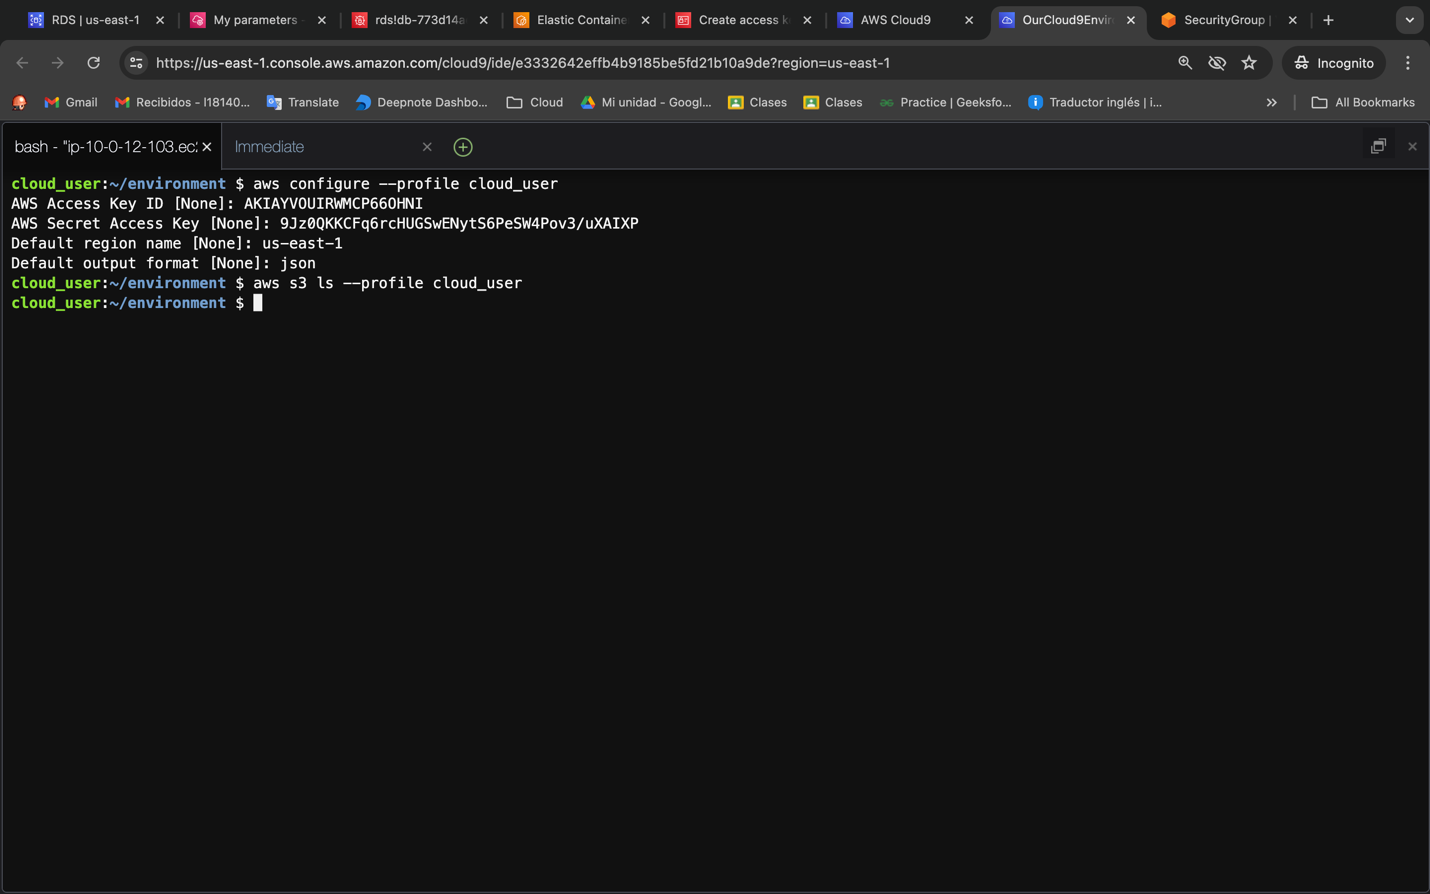 RDS | us-east-1
My parameters
rds!db-773d14a
Elastic Containe
Create access k
AWS Cloud9
OurCloud9Envir
SecurityGroup |
https://us-east-1.console.aws.amazon.com/cloud9/ide/e3332642effb4b9185be5fd21b10a9de?region=us-east-1
Incognito
Gmail
Recibidos - l18140...
Translate
Deepnote Dashbo...
Cloud
Mi unidad - Googl...
Clases
Clases
Practice | Geeksfo...
Traductor inglés | i...
All Bookmarks
bash - "ip-10-0-12-103.ec2
Immediate
cloud_user:~/environment $ aws configure --profile cloud_user
AWS Access Key ID [None]: AKIAYVOUIRWMCP66OHNI
AWS Secret Access Key [None]: 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
Default region name [None]: us-east-1
Default output format [None]: json
cloud_user:~/environment $ aws s3 ls --profile cloud_user
cloud_user:~/environment $